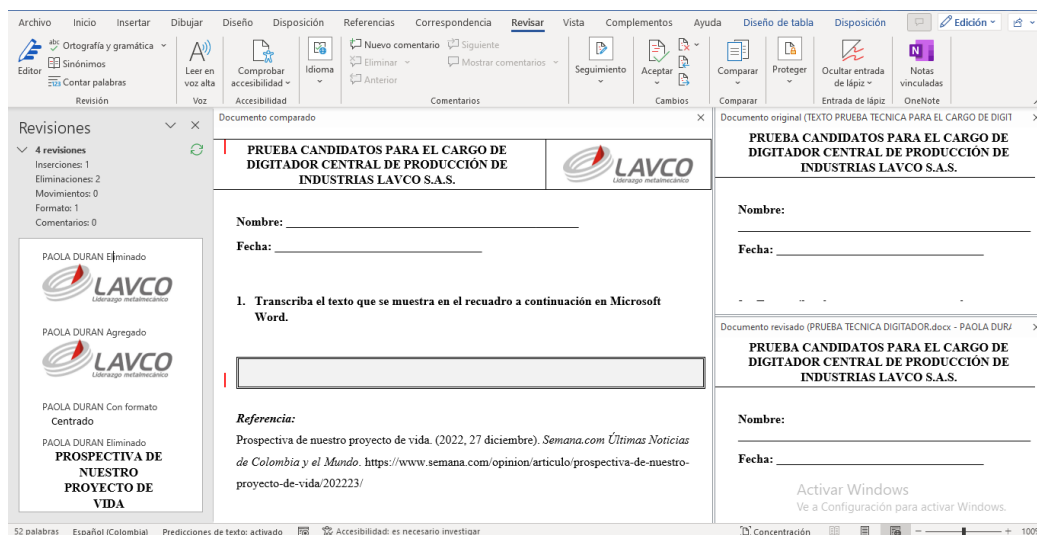 Archivo Inicio Insertar Dibujar Diseño Disposición Referencias Correspondencia Revisar Vista Complementos Ayuda Diseño de tabla Disposición Edición
Editor
abc Ortografía y gramática
Sinónimos
123 Contar palabras
Revisión
A
Leer en voz alta
Voz
Comprobar accesibilidad
Accesibilidad
Idioma
Nuevo comentario Siguiente
Eliminar Mostrar comentarios
Anterior
Comentarios
Seguimiento
Aceptar
Cambios
Comparar
Comparar
Proteger
Ocultar entrada de lápiz
Entrada de lápiz
N
Notas vinculadas
OneNote
Revisiones
4 revisiones
Inserciones: 1
Eliminaciones: 2
Movimientos: 0
Formato: 1
Comentarios: 0
PAOLA DURAN Eliminado
LAVCO
Liderazgo metalmecánico
PAOLA DURAN Agregado
LAVCO
Liderazgo metalmecánico
PAOLA DURAN Con formato
Centrado
PAOLA DURAN Eliminado
PROSPECTIVA DE
NUESTRO
PROYECTO DE
VIDA
Documento comparado
PRUEBA CANDIDATOS PARA EL CARGO DE
DIGITADOR CENTRAL DE PRODUCCIÓN DE
INDUSTRIAS LAVCO S.A.S.
LAVCO
Liderazgo metalmecánico
Nombre:
Fecha:
1. Transcriba el texto que se muestra en el recuadro a continuación en Microsoft
Word.
Referencia:
Prospectiva de nuestro proyecto de vida. (2022, 27 diciembre). Semana.com Últimas Noticias
de Colombia y el Mundo. https://www.semana.com/opinion/articulo/prospectiva-de-nuestro-
proyecto-de-vida/202223/
Documento original (TEXTO PRUEBA TECNICA PARA EL CARGO DE DIGIT
PRUEBA CANDIDATOS PARA EL CARGO DE
DIGITADOR CENTRAL DE PRODUCCIÓN DE
INDUSTRIAS LAVCO S.A.S.
Nombre:
Fecha:
Documento revisado (PRUEBA TECNICA DIGITADOR.docx - PAOLA DURA
PRUEBA CANDIDATOS PARA EL CARGO DE
DIGITADOR CENTRAL DE PRODUCCIÓN DE
INDUSTRIAS LAVCO S.A.S.
Nombre:
Fecha:
Activar Windows
Ve a Configuración para activar Windows.
52 palabras Español (Colombia) Predicciones de texto: activado Accesibilidad: es necesario investigar Concentración 100%